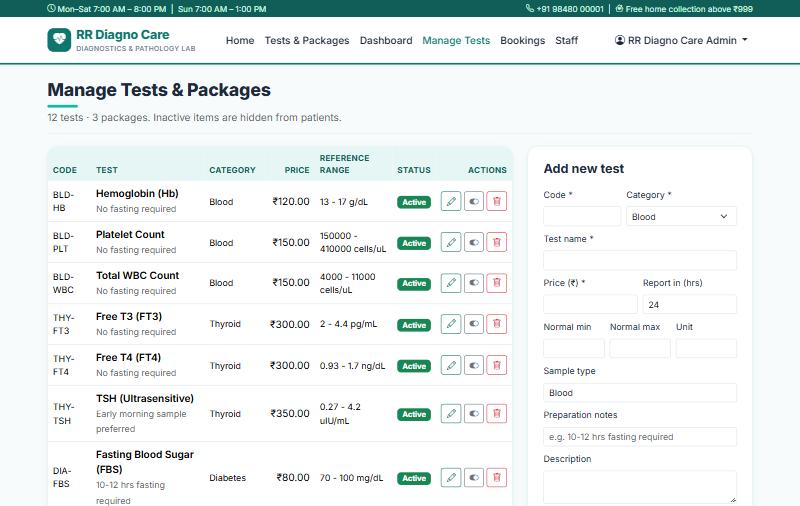 Mon-Sat 7:00 AM – 8:00 PM | Sun 7:00 AM – 1:00 PM
+91 98480 00001 | Free home collection above ₹999
RR Diagno Care
DIAGNOSTICS & PATHOLOGY LAB
Home Tests & Packages Dashboard Manage Tests Bookings Staff
RR Diagno Care Admin
Manage Tests & Packages
12 tests · 3 packages. Inactive items are hidden from patients.
CODE TEST CATEGORY PRICE REFERENCE RANGE STATUS ACTIONS
BLD-HB Hemoglobin (Hb) Blood ₹120.00 13 - 17 g/dL Active
No fasting required
BLD-PLT Platelet Count Blood ₹150.00 150000 - 410000 cells/uL Active
No fasting required
BLD-WBC Total WBC Count Blood ₹150.00 4000 - 11000 cells/uL Active
No fasting required
THY-FT3 Free T3 (FT3) Thyroid ₹300.00 2 - 4.4 pg/mL Active
No fasting required
THY-FT4 Free T4 (FT4) Thyroid ₹300.00 0.93 - 1.7 ng/dL Active
No fasting required
THY-TSH TSH (Ultrasensitive) Thyroid ₹350.00 0.27 - 4.2 uIU/mL Active
Early morning sample preferred
DIA-FBS Fasting Blood Sugar (FBS) Diabetes ₹80.00 70 - 100 mg/dL Active
10-12 hrs fasting required
Add new test
Code * Category *
Blood
Test name *
Price (₹) * Report in (hrs)
24
Normal min Normal max Unit
Sample type
Blood
Preparation notes
e.g. 10-12 hrs fasting required
Description